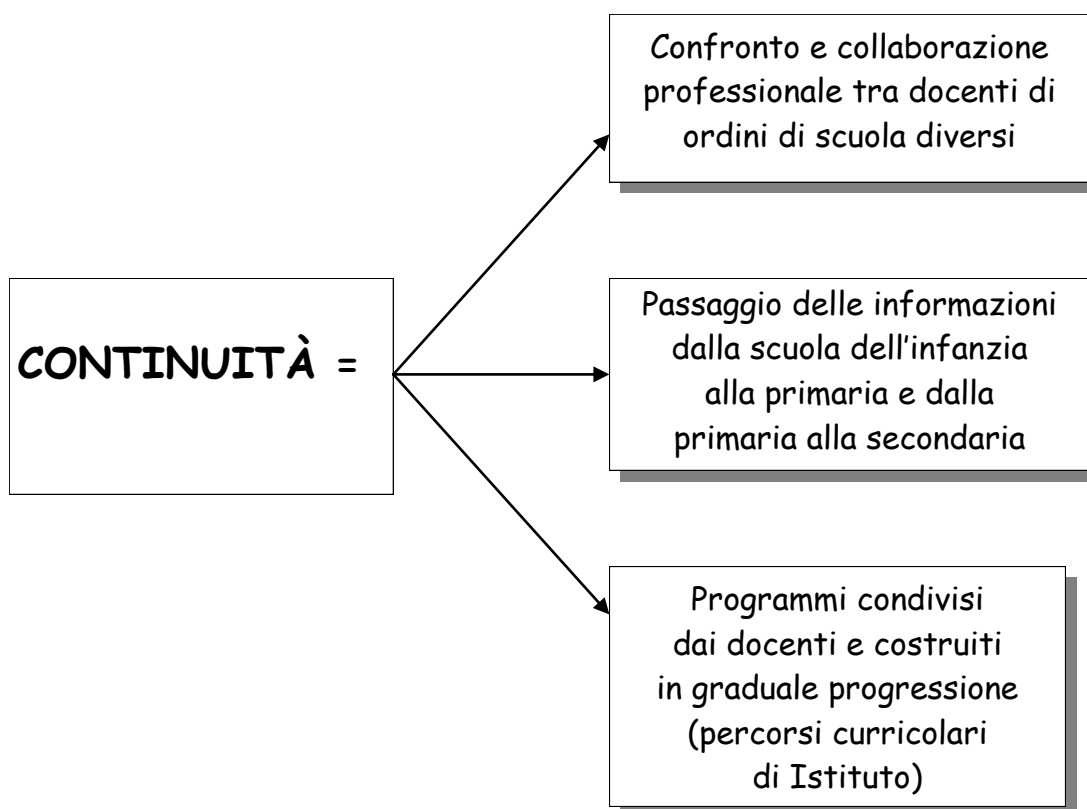 Confronto e collaborazione
professionale tra docenti di
ordini di scuola diversi
CONTINUITÀ =
Passaggio delle informazioni
dalla scuola dell'infanzia
alla primaria e dalla
primaria alla secondaria
Programmi condivisi
dai docenti e costruiti
in graduale progressione
(percorsi curricolari
di Istituto)